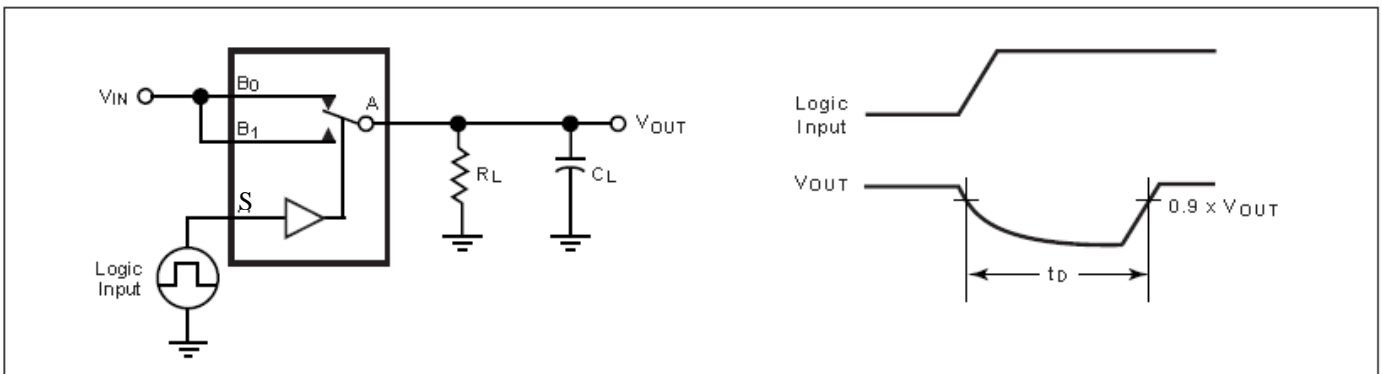 VIN
B0
B1
A
S
Logic
Input
RL
CL
VOUT
Logic
Input
VOUT
0.9 x VOUT
tD